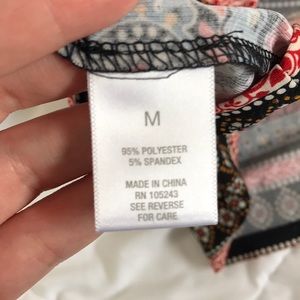 M
95% POLYESTER
5% SPANDEX
MADE IN CHINA
RN 105243
SEE REVERSE
FOR CARE